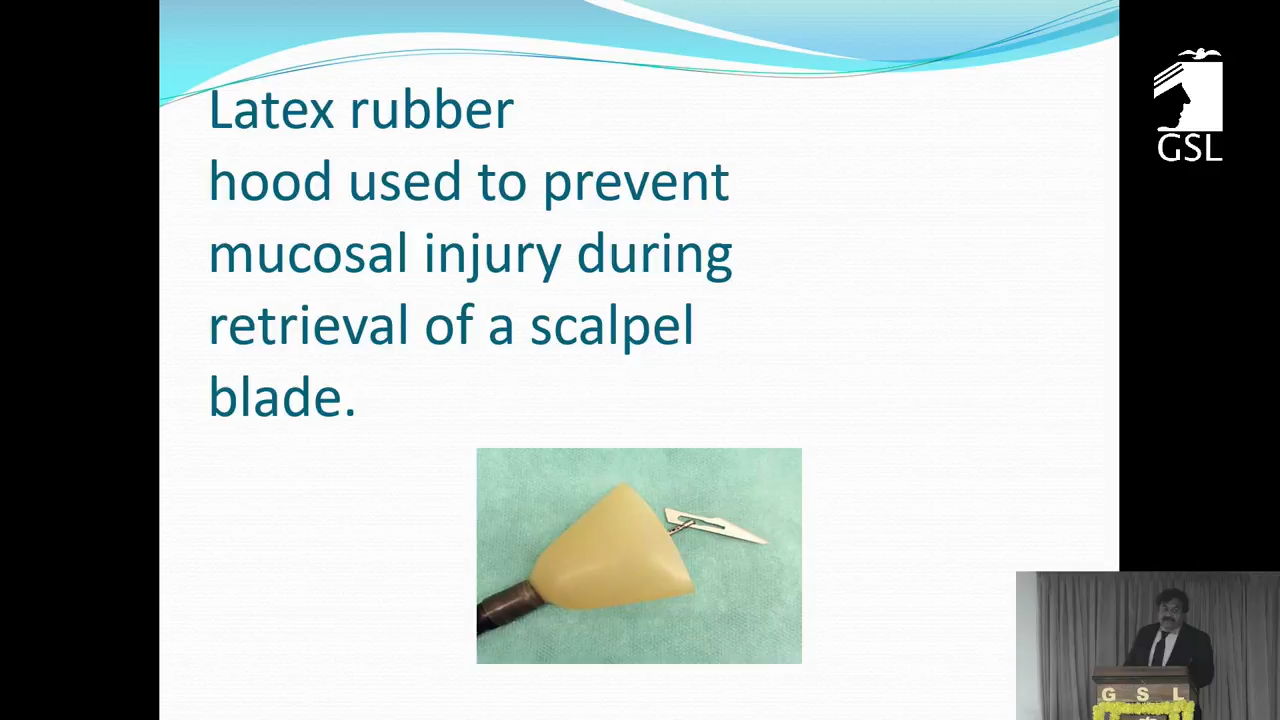 Latex rubber
hood used to prevent
mucosal injury during
retrieval of a scalpel
blade.
GSL
G S L